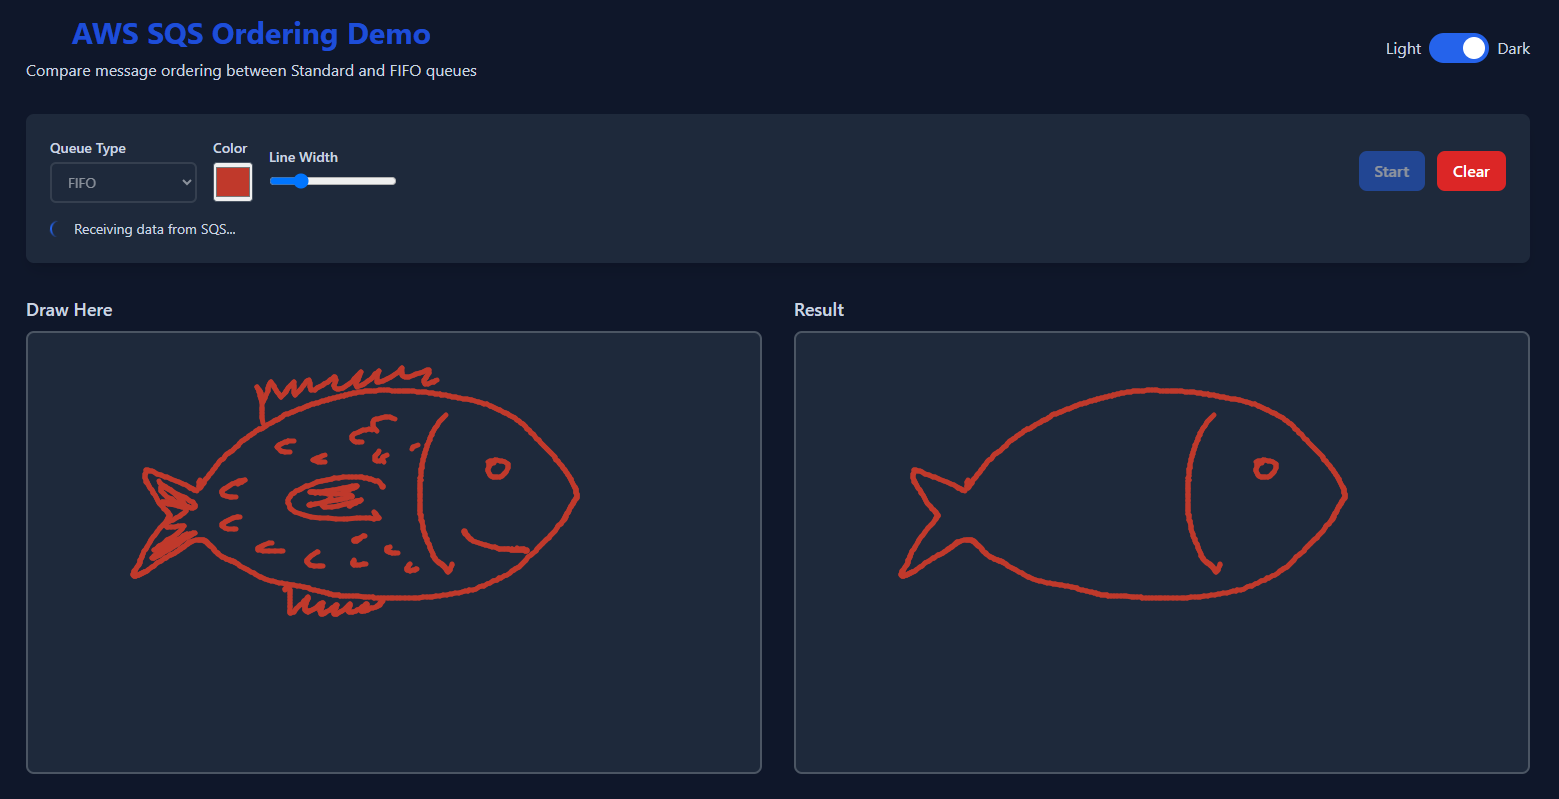 AWS SQS Ordering Demo
Compare message ordering between Standard and FIFO queues
Light Dark
Queue Type Color Line Width
FIFO
Start Clear
Receiving data from SQS...
Draw Here Result